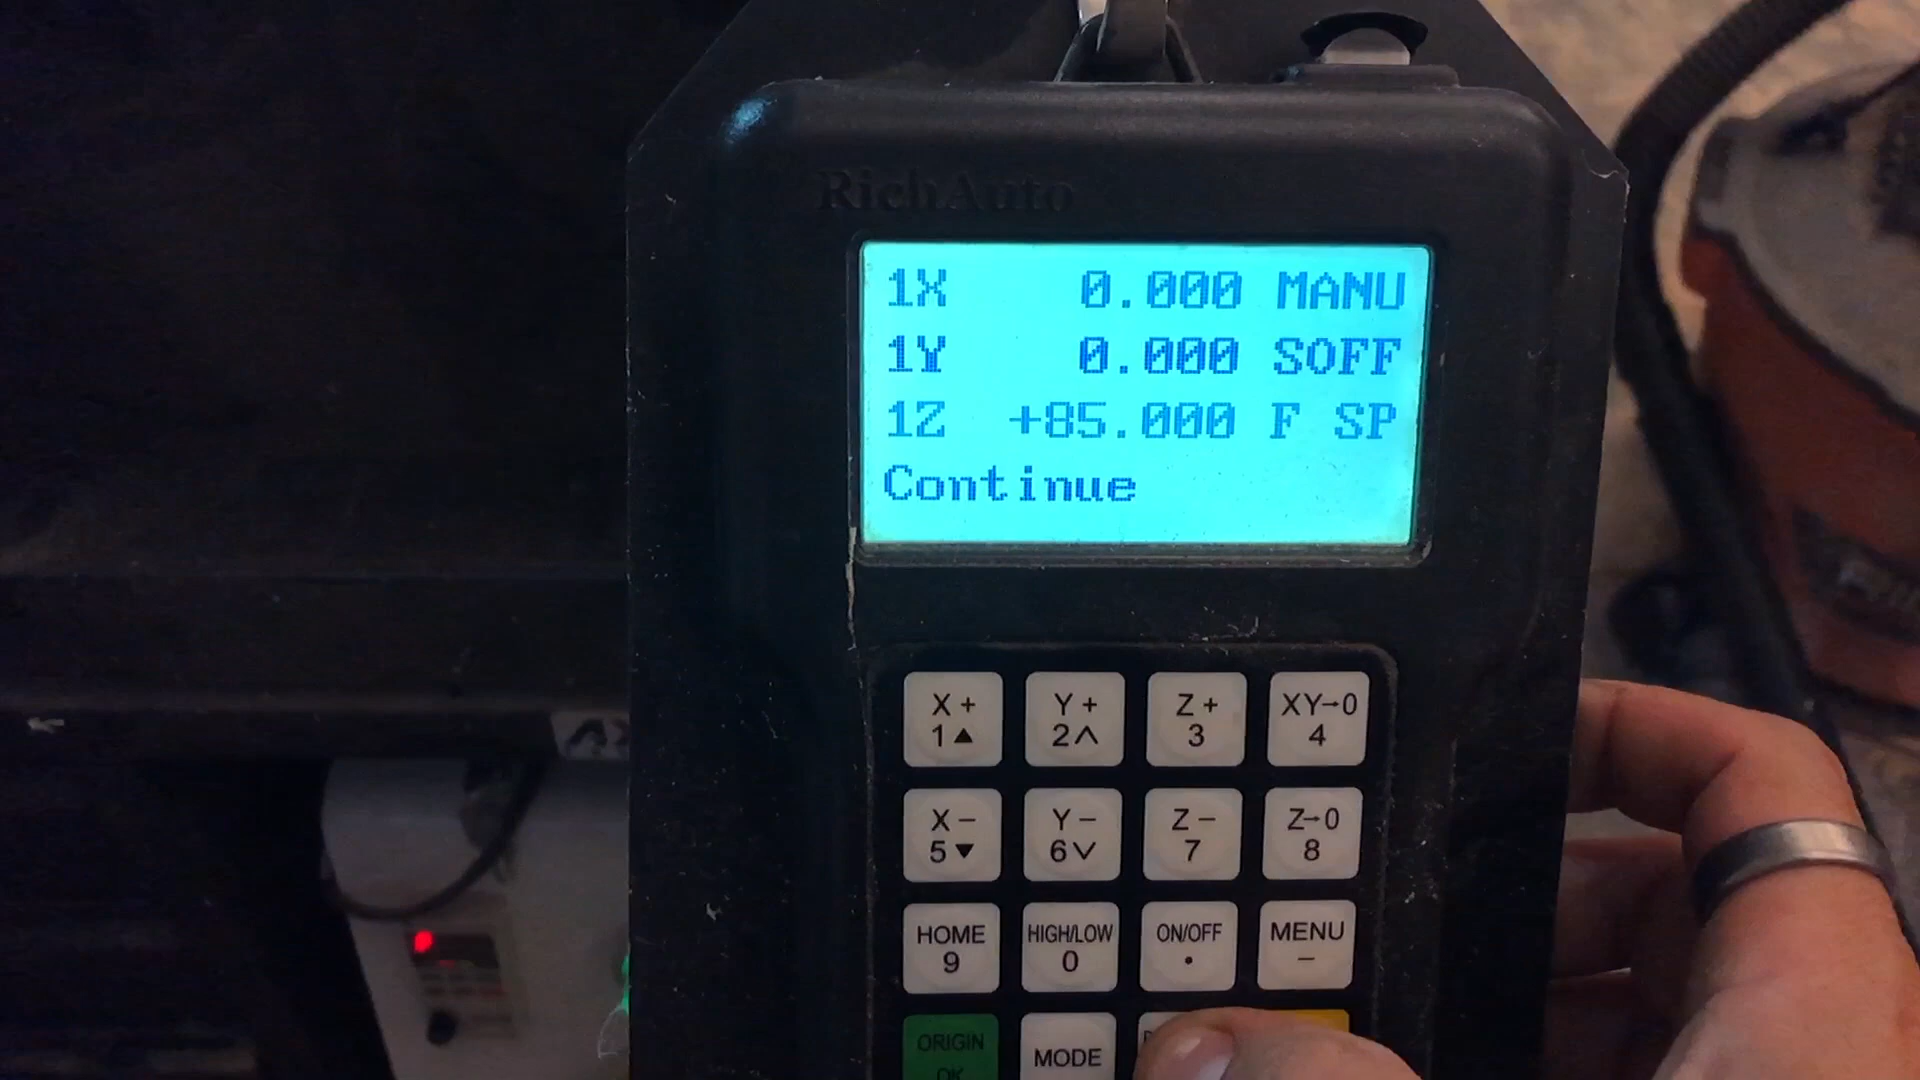 RichAuto
1X 0.000 MANU
1Y 0.000 SOFF
1Z +85.000 F SP
Continue
X+ Y+ Z+ XY→0
1▲ 2∧ 3 4
X− Y− Z− Z→0
5▼ 6∨ 7 8
HOME HIGH/LOW ON/OFF MENU
9 0 • −
ORIGIN
OK MODE